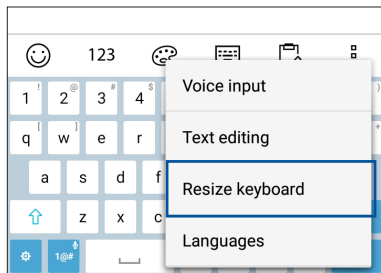 123
Voice input
1 ! 2 @ 3 # 4 $ )
Text editing
q [ w ] e r +
Resize keyboard
a s d f
z x c
Languages
1@#